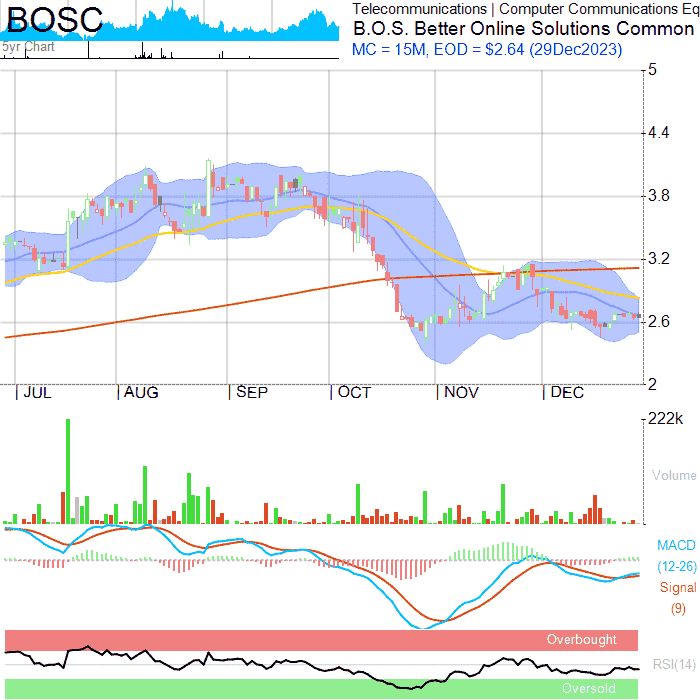 BOSC
5yr Chart
Telecommunications | Computer Communications Eq
B.O.S. Better Online Solutions Common
MC = 15M, EOD = $2.64 (29Dec2023)
5
4.4
3.8
3.2
2.6
2
JUL AUG SEP OCT NOV DEC
222k
Volume
MACD
(12-26)
Signal
(9)
Overbought
RSI(14)
Oversold